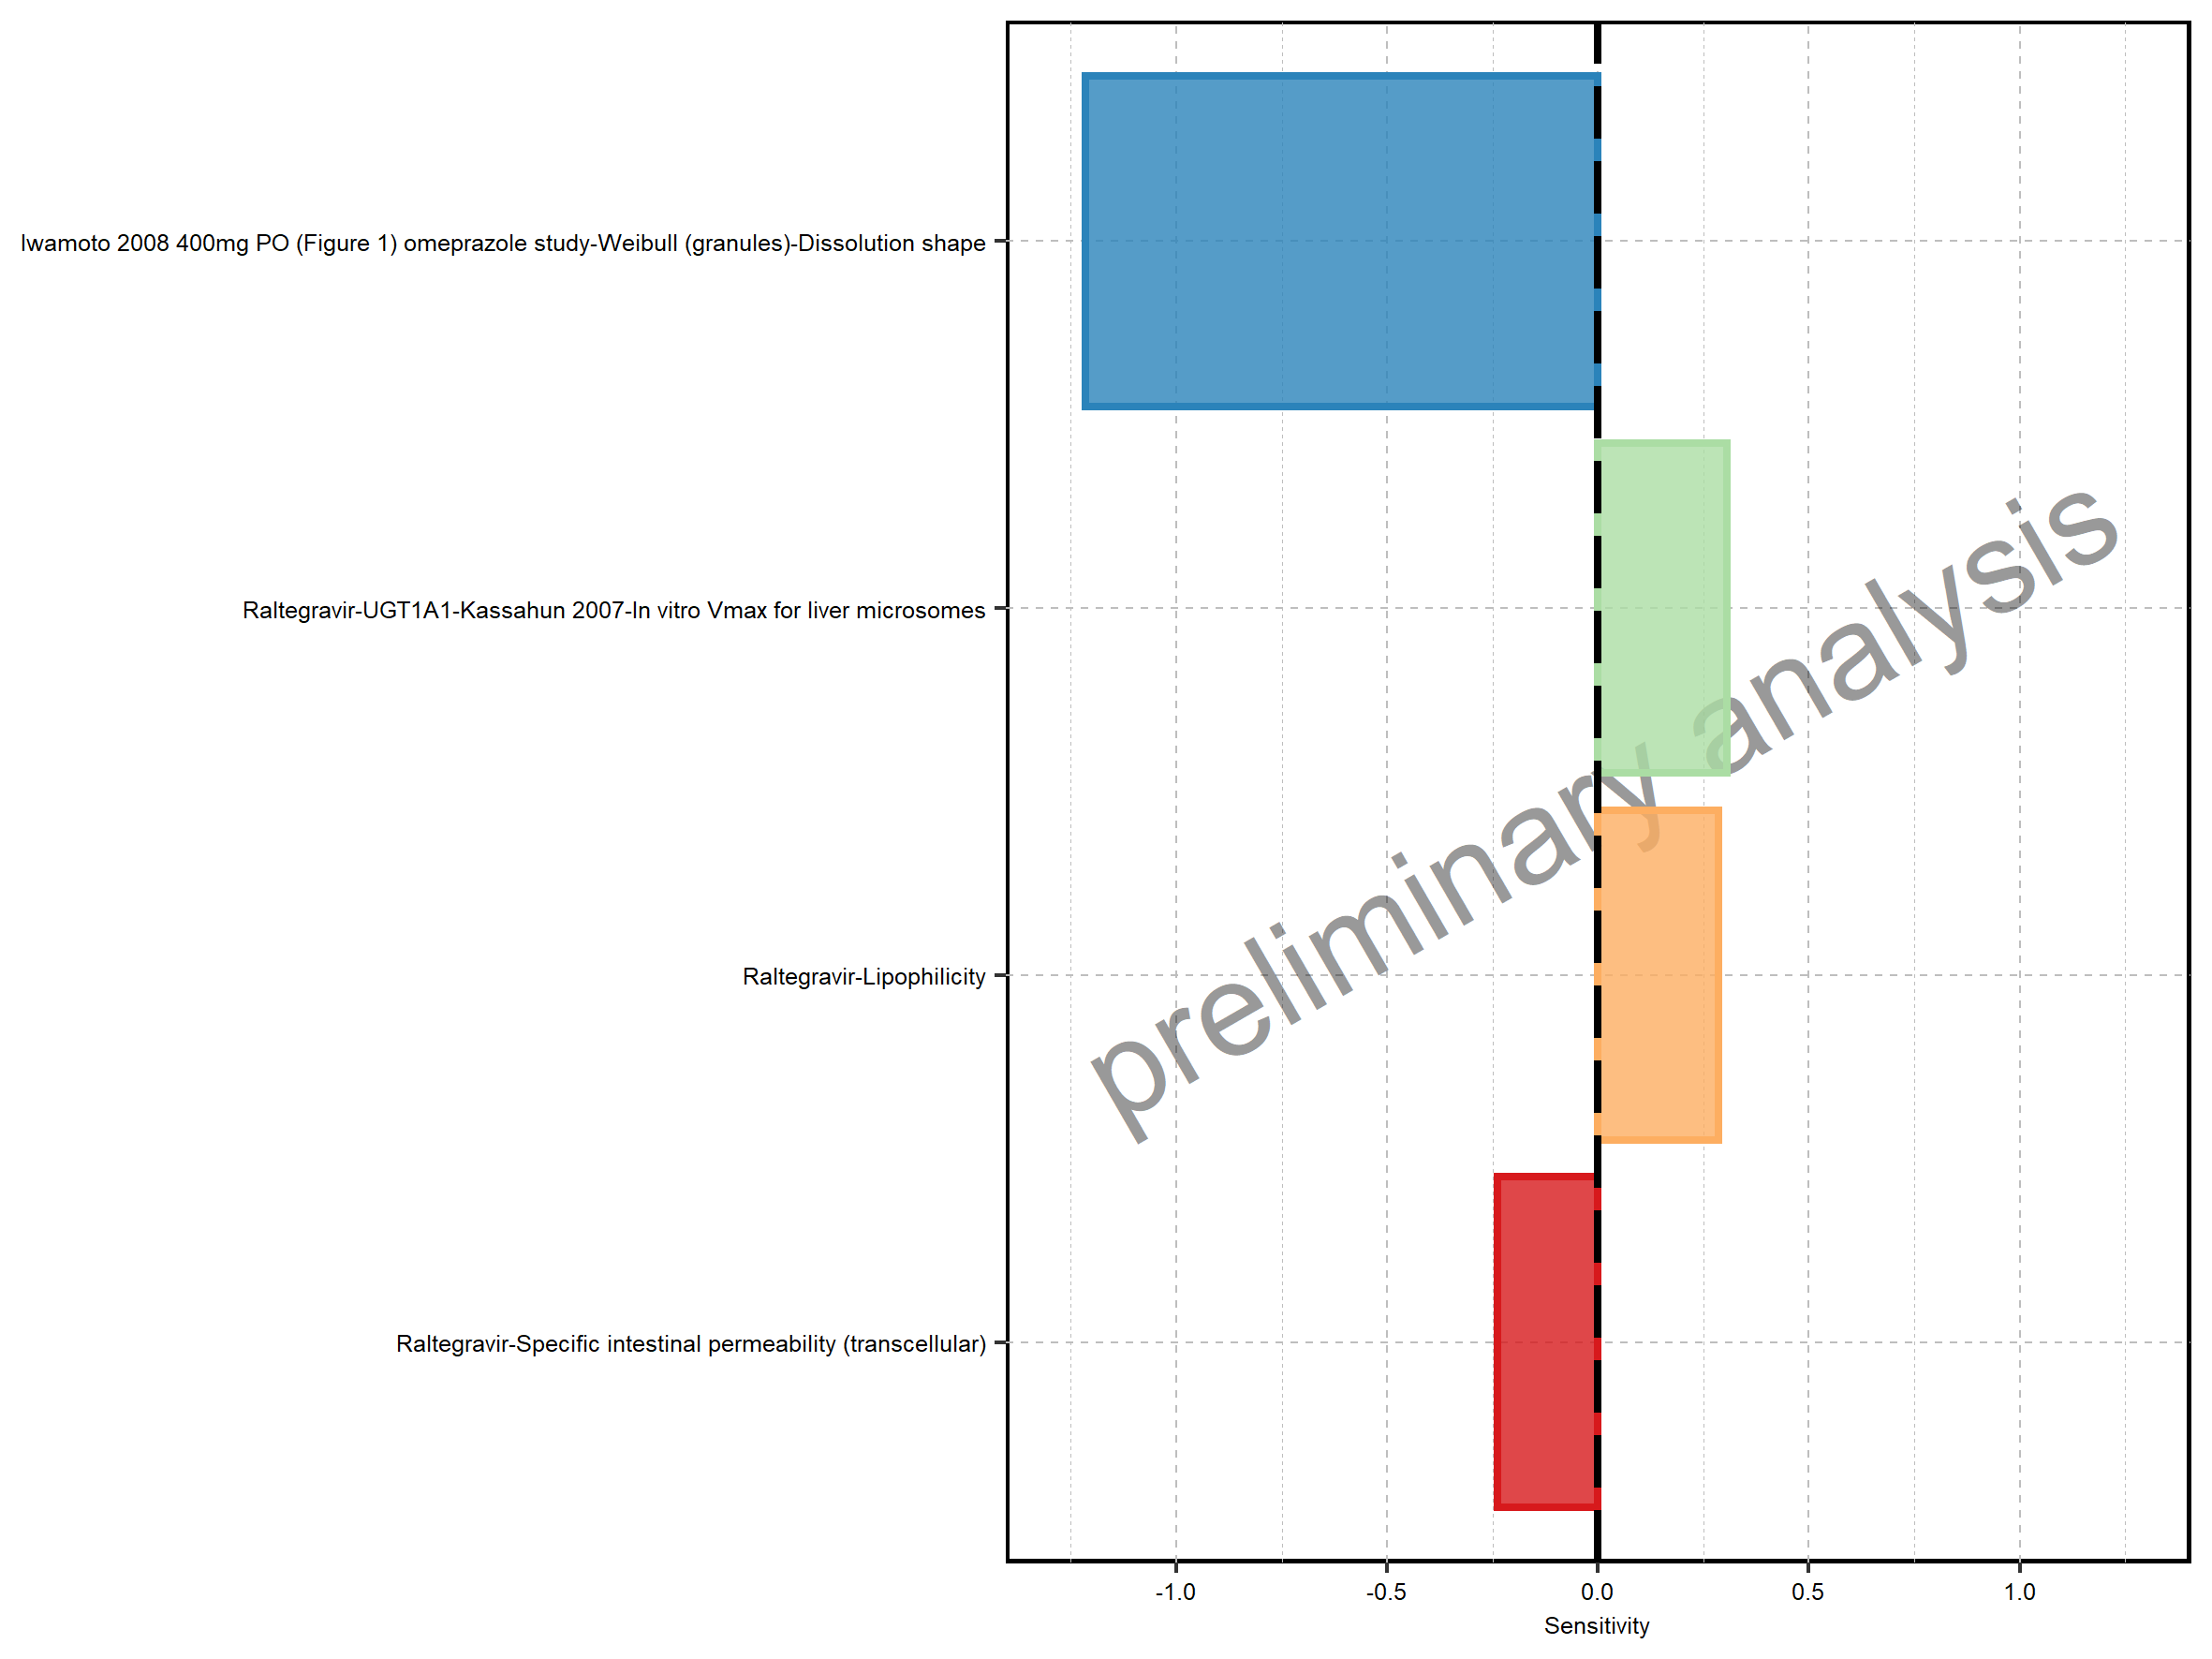 Iwamoto 2008 400mg PO (Figure 1) omeprazole study-Weibull (granules)-Dissolution shape
Raltegravir-UGT1A1-Kassahun 2007-In vitro Vmax for liver microsomes
Raltegravir-Lipophilicity
Raltegravir-Specific intestinal permeability (transcellular)
preliminary analysis
-1.0 -0.5 0.0 0.5 1.0
Sensitivity